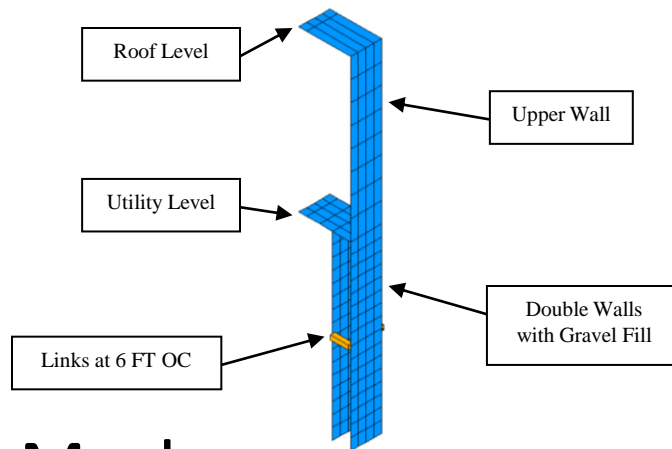 Roof Level
Upper Wall
Utility Level
Double Walls
with Gravel Fill
Links at 6 FT OC